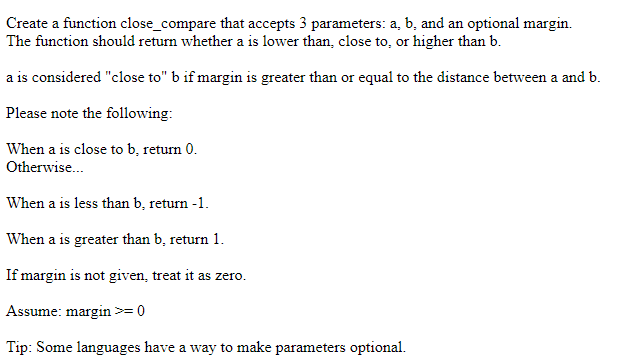 Create a function close_compare that accepts 3 parameters: a, b, and an optional margin.
The function should return whether a is lower than, close to, or higher than b.
a is considered "close to" b if margin is greater than or equal to the distance between a and b.
Please note the following:
When a is close to b, return 0.
Otherwise...
When a is less than b, return -1.
When a is greater than b, return 1.
If margin is not given, treat it as zero.
Assume: margin >= 0
Tip: Some languages have a way to make parameters optional.